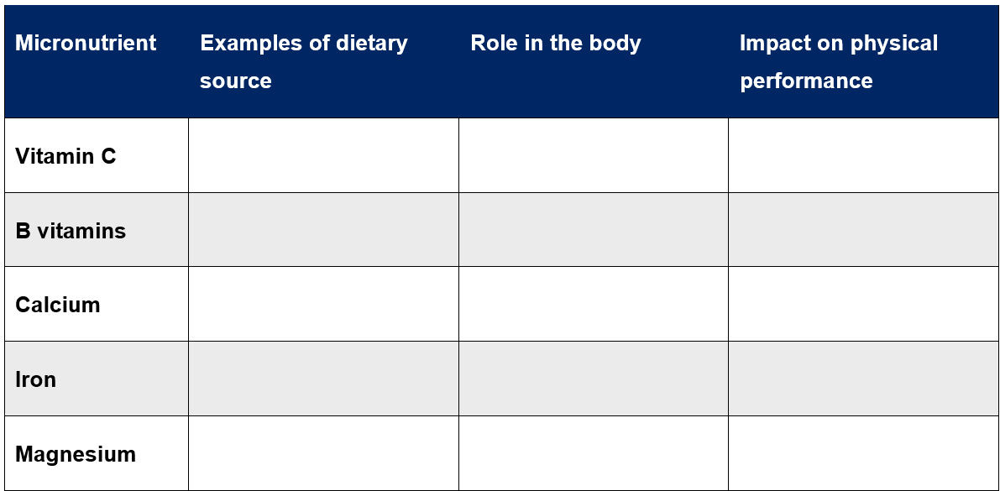 Micronutrient
Examples of dietary
source
Role in the body
Impact on physical
performance
Vitamin C
B vitamins
Calcium
Iron
Magnesium